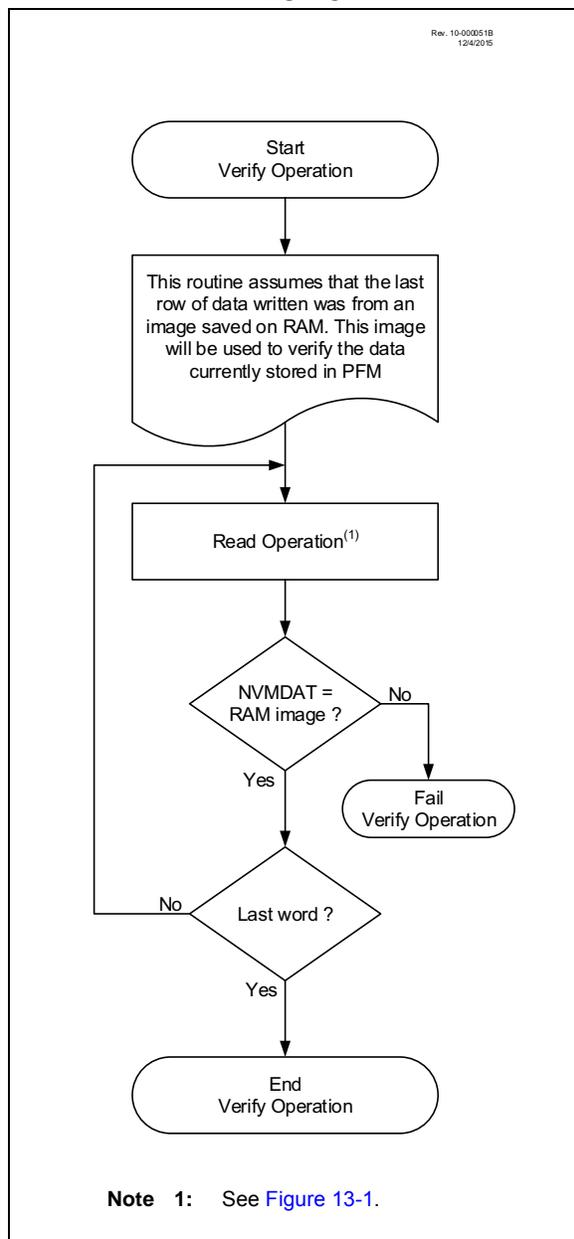 Rev. 10-000051B
12/4/2015
Start
Verify Operation
This routine assumes that the last
row of data written was from an
image saved on RAM. This image
will be used to verify the data
currently stored in PFM
Read Operation(1)
NVMDAT =
RAM image ?
No
Yes
Fail
Verify Operation
Last word ?
No
Yes
End
Verify Operation
Note 1: See Figure 13-1.